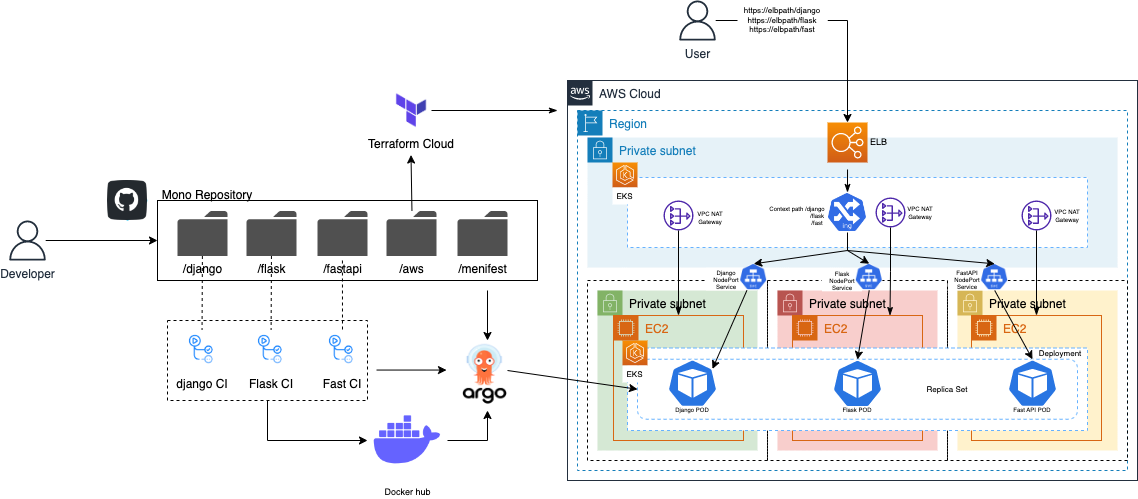 https://elbpath/django
https://elbpath/flask
https://elbpath/fast
User
aws
AWS Cloud
Region
ELB
Private subnet
EKS
VPC NAT
Gateway
Context path /django
/flask
/fast
ing
VPC NAT
Gateway
VPC NAT
Gateway
Terraform Cloud
Mono Repository
/django
/flask
/fastapi
/aws
/menifest
Developer
django CI
Flask CI
Fast CI
argo
Docker hub
Django
NodePort
Service
svc
Flask
NodePort
Service
svc
FastAPI
NodePort
Service
svc
Private subnet
Private subnet
Private subnet
EC2
EC2
EC2
EKS
Deployment
Replica Set
Django POD
Flask POD
Fast API POD